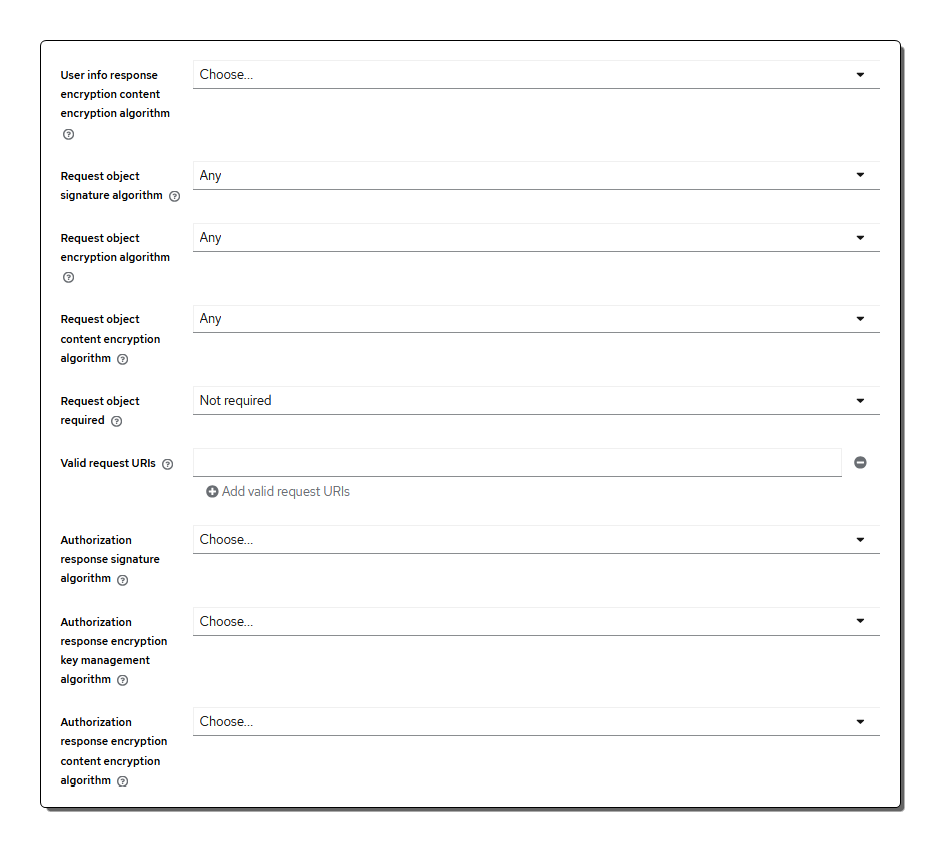 User info response
encryption content
encryption algorithm
Choose...
Request object
signature algorithm
Any
Request object
encryption algorithm
Any
Request object
content encryption
algorithm
Any
Request object
required
Not required
Valid request URIs
Add valid request URIs
Authorization
response signature
algorithm
Choose...
Authorization
response encryption
key management
algorithm
Choose...
Authorization
response encryption
content encryption
algorithm
Choose...